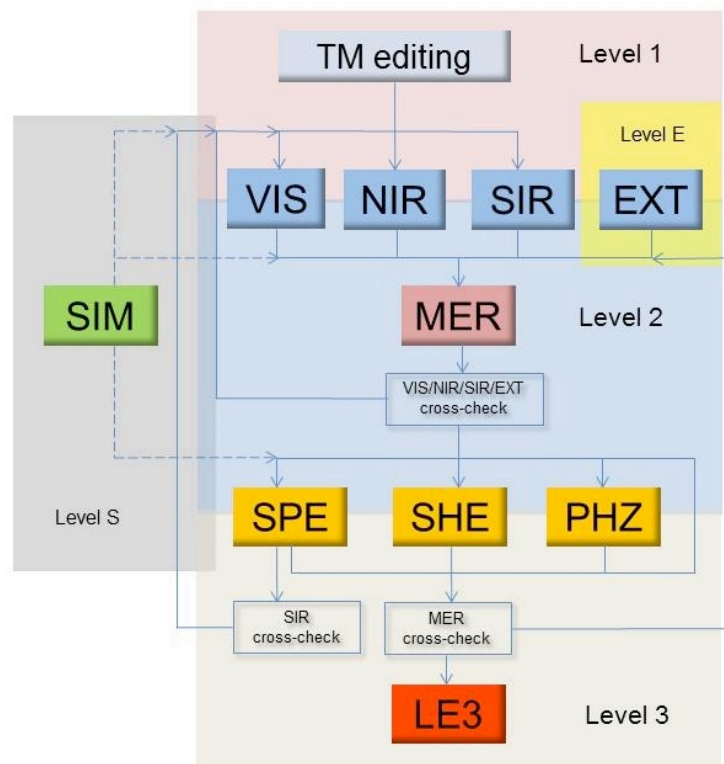 TM editing
Level 1
Level E
VIS
NIR
SIR
EXT
SIM
MER
Level 2
VIS/NIR/SIR/EXT
cross-check
Level S
SPE
SHE
PHZ
SIR
cross-check
MER
cross-check
LE3
Level 3